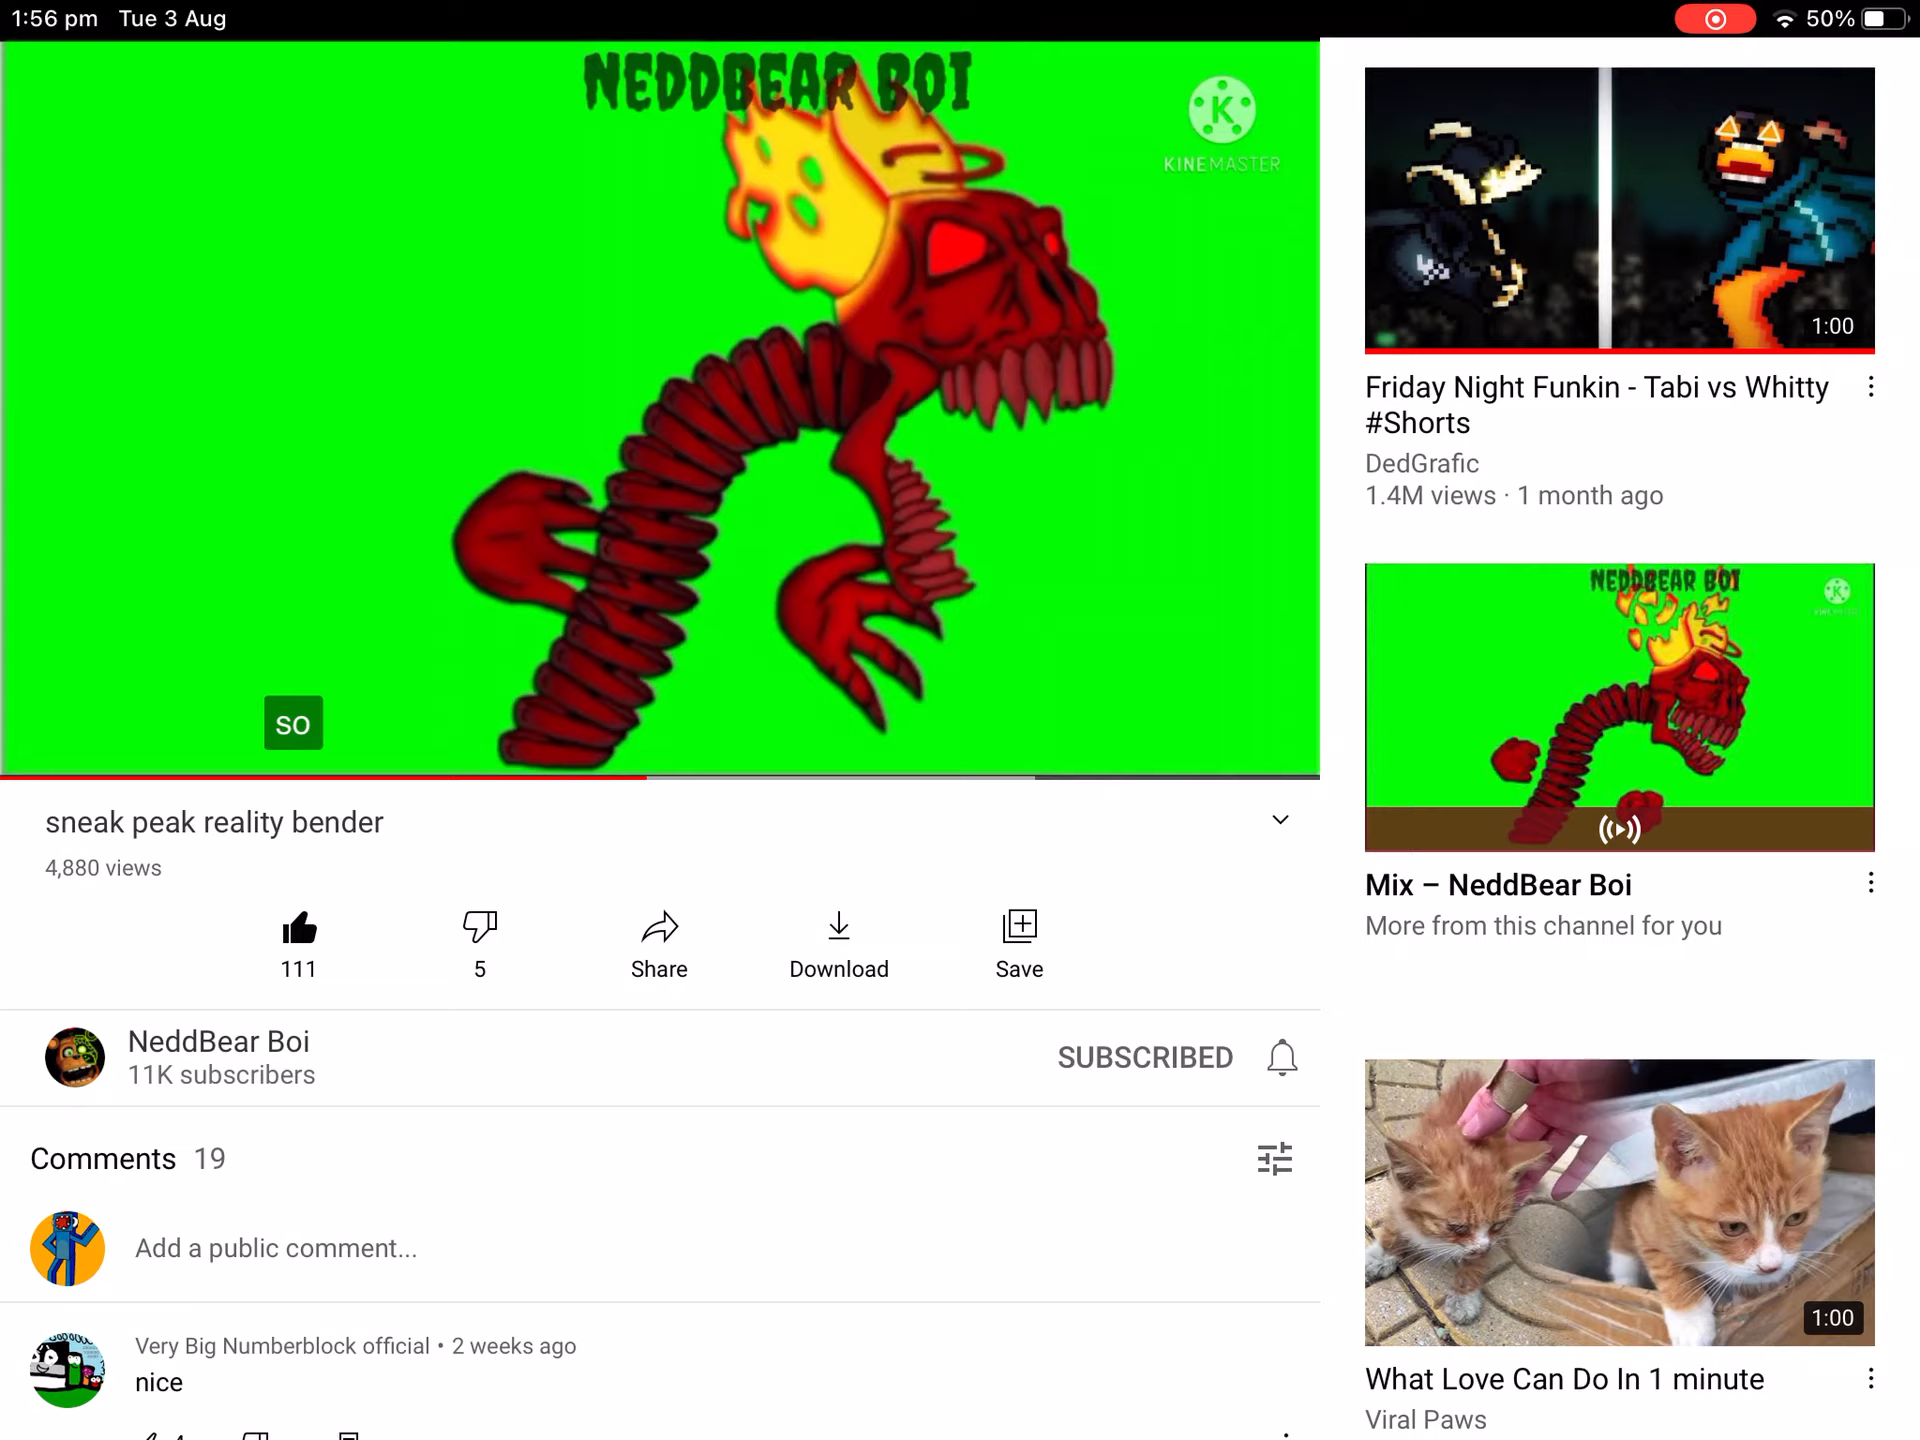 1:56 pm Tue 3 Aug
50%
NEDDBEAR BOI
K
KINEMASTER
so
sneak peak reality bender
4,880 views
111
5
Share
Download
Save
NeddBear Boi
11K subscribers
SUBSCRIBED
Comments 19
Add a public comment...
Very Big Numberblock official • 2 weeks ago
nice
1:00
Friday Night Funkin - Tabi vs Whitty
#Shorts
DedGrafic
1.4M views · 1 month ago
NEDDBEAR BOI
K
Mix – NeddBear Boi
More from this channel for you
1:00
What Love Can Do In 1 minute
Viral Paws